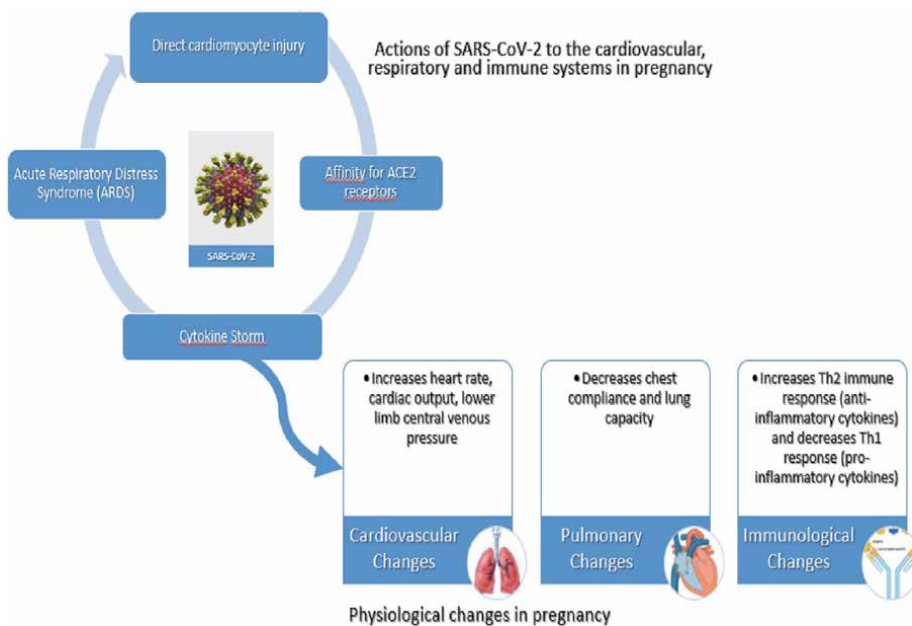 Direct cardiomyocyte injury
Actions of SARS-CoV-2 to the cardiovascular,
respiratory and immune systems in pregnancy
Acute Respiratory Distress
Syndrome (ARDS)
Affinity for ACE2
receptors
SARS-CoV-2
Cytokine Storm
•Increases heart rate,
cardiac output, lower
limb central venous
pressure
•Decreases chest
compliance and lung
capacity
•Increases Th2 immune
response (anti-
inflammatory cytokines)
and decreases Th1
response (pro-
inflammatory cytokines)
Cardiovascular
Changes
Pulmonary
Changes
Immunological
Changes
Physiological changes in pregnancy